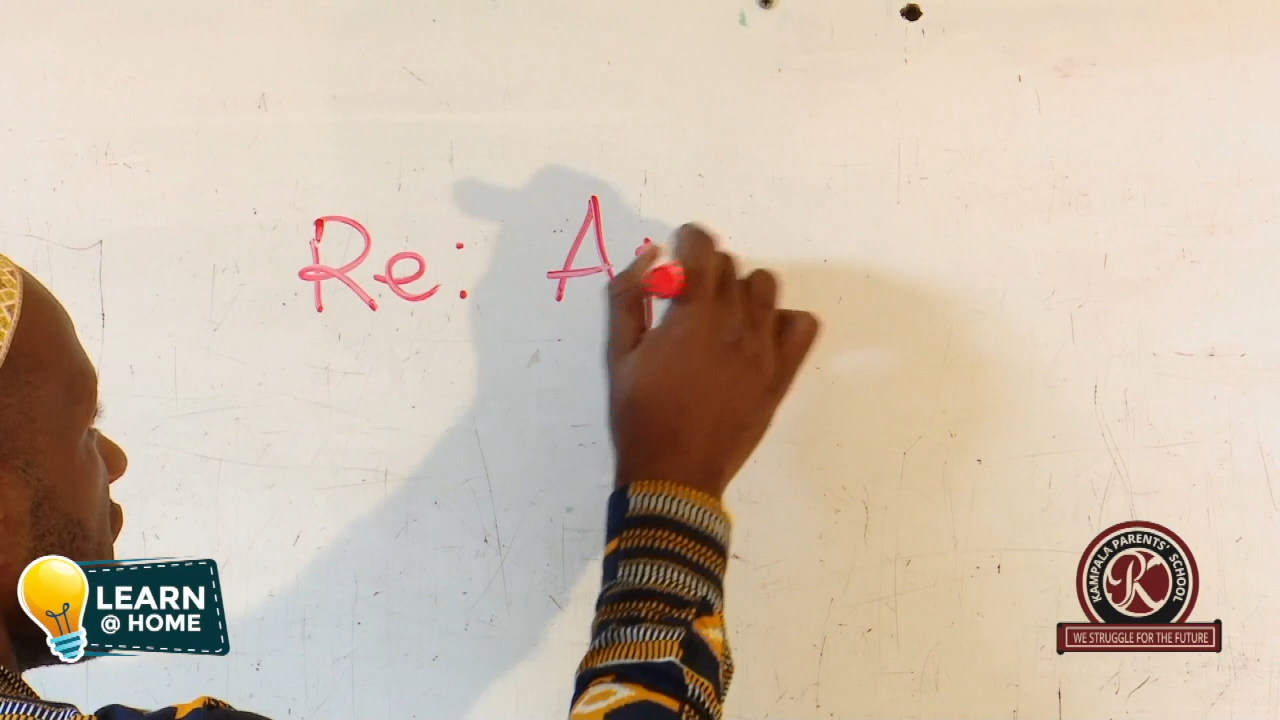 Re: A
LEARN
@ HOME
KAMPALA PARENTS' SCHOOL
WE STRUGGLE FOR THE FUTURE